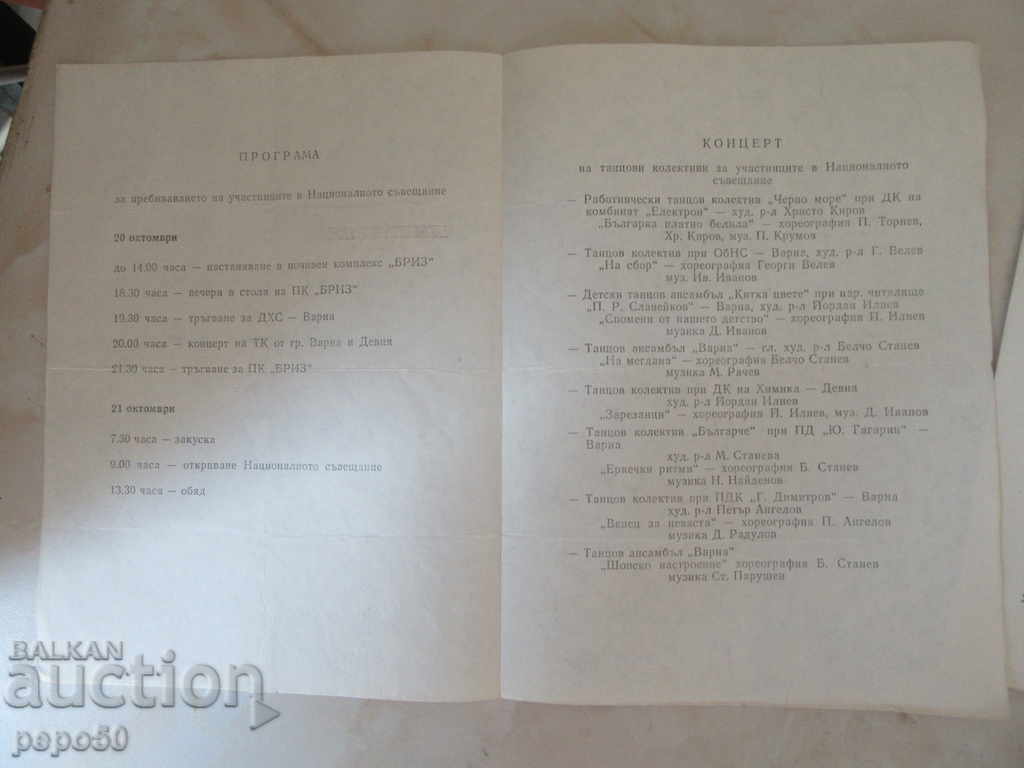 ПРОГРАМА
за пребиваването на участниците в Националното съвещание
20 октомври
до 14.00 часа — настаняване в почивен комплекс „БРИЗ“
18.30 часа — вечеря в стола на ПК „БРИЗ“
19.30 часа — тръгване за ДХС — Варна
20.00 часа — концерт на ТК от гр. Варна и Девня
21.30 часа — тръгване за ПК „БРИЗ“
21 октомври
7.30 часа — закуска
9.00 часа — откриване Националното съвещание
13.30 часа — обяд
КОНЦЕРТ
на танцови колективи за участниците в Националното
съвещание
— Работнически танцов колектив „Черно море“ при ДК на
комбинат „Електрон“ — худ. р-л Христо Киров
„Българка платно белила“ — хореография П. Торнев,
Хр. Киров, муз. П. Крумов
— Танцов колектив при ОбНС — Варна, худ. р-л Г. Велев
„На сбор“ — хореография Георги Велев
муз. Ив. Иванов
— Детски танцов ансамбъл „Китка цвете“ при нар. читалище
„П. Р. Славейков“ — Варна, худ. р-л Йордан Илиев
„Спомени от нашето детство“ — хореография Й. Илиев
музика Д. Иванов
— Танцов ансамбъл „Варна“ — гл. худ. р-л Белчо Станев
„На мегдана“ — хореография Белчо Станев
музика М. Рачев
— Танцов колектив при ДК на Химика — Девня
худ. р-л Йордан Илиев
„Зарезанци“ — хореография Й. Илиев, муз. Д. Иванов
— Танцов колектив „Българче“ при ПД „Ю. Гагарин“ —
Варна
худ. р-л М. Станева
„Еркечки ритми“ — хореография Б. Станев
музика Н. Найденов
— Танцов колектив при ПДК „Г. Димитров“ — Варна
худ. р-л Петър Ангелов
„Венец за невяста“ — хореография П. Ангелов
музика Д. Радулов
— Танцов ансамбъл „Варна“
„Шопско настроение“ хореография Б. Станев
музика Ст. Парушев
BALKAN
auction
pepo50